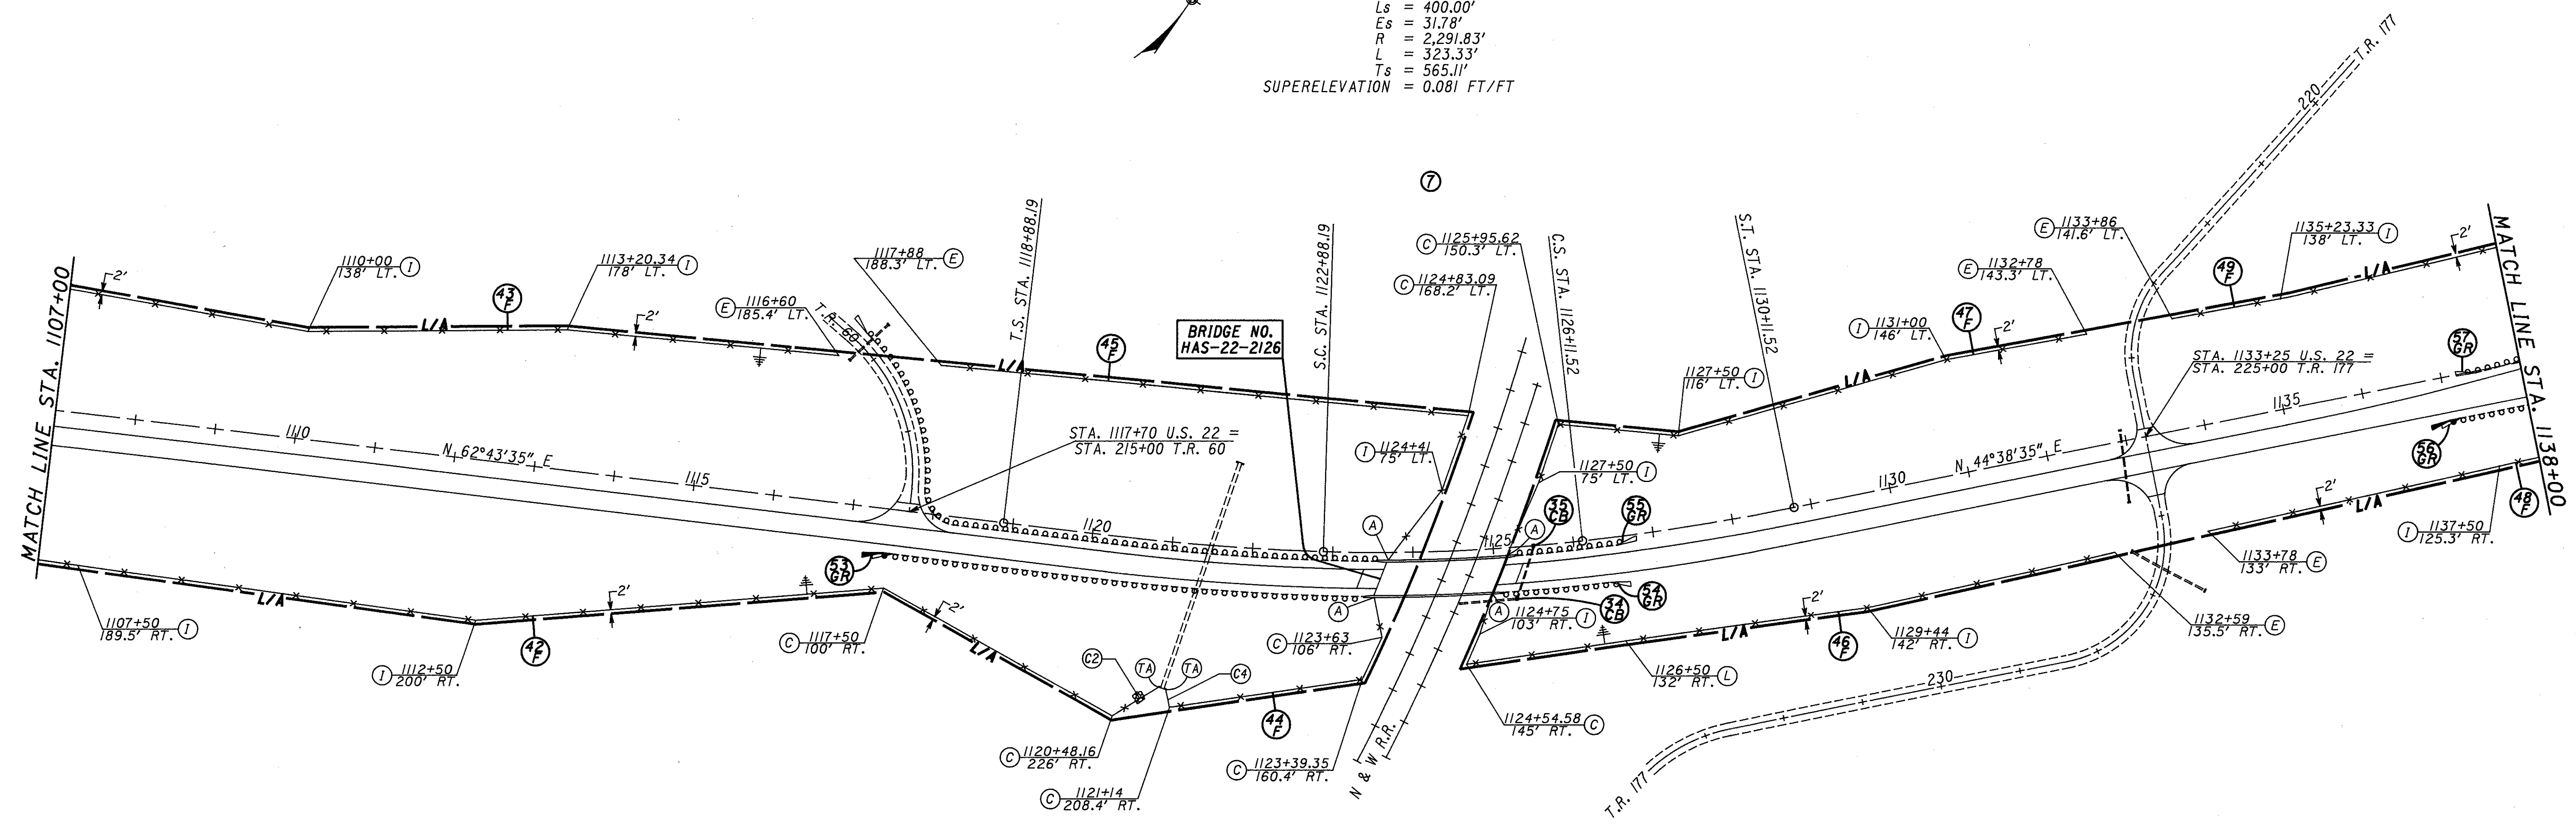 Ls = 400.00'
Es = 31.78'
R = 2,291.83'
L = 323.33'
Ts = 565.11'
SUPERELEVATION = 0.081 FT/FT
T.R. 177
220
7
MATCH LINE STA. 1107+00
2'
1110+00
138' LT. I
43
F
L/A
1113+20.34
178' LT. I
2'
E 1116+60
185.4' LT.
T.R. 60
1117+88
188.3' LT. E
L/A
T.S. STA. 1118+88.19
45
F
BRIDGE NO.
HAS-22-2126
S.C. STA. 1122+88.19
C 1125+95.62
150.3' LT.
C 1124+83.09
168.2' LT.
C.S. STA. 1126+11.52
S.T. STA. 1130+11.52
1127+50
116' LT. I
L/A
I 1131+00
146' LT.
47
F
2'
E 1132+78
143.3' LT.
E 1133+86
141.6' LT.
49
F
1135+23.33
138' LT. I
L/A
2'
MATCH LINE STA. 1138+00
57
GR
STA. 1133+25 U.S. 22 =
STA. 225+00 T.R. 177
1110
N 62°43'35" E
1115
STA. 1117+70 U.S. 22 =
STA. 215+00 T.R. 60
1120
I 1124+41
75' LT.
1127+50
75' LT. I
A
A
35
CB
55
GR
1125
1130
N 44°38'35" E
1135
56
GR
53
GR
A
A
54
GR
34
CB
1124+75
103' RT. I
2'
L/A
48
F
I 1137+50
125.3' RT.
1133+78
133' RT. E
1107+50
189.5' RT. I
L/A
2'
I 1112+50
200' RT.
42
F
C 1117+50
100' RT.
2'
L/A
C2
TA
TA
C4
C 1123+63
106' RT.
44
F
C 1120+48.16
226' RT.
C 1121+14
208.4' RT.
C 1123+39.35
160.4' RT.
N & W R.R.
1124+54.58 C
145' RT.
1126+50
132' RT. L
L/A
2'
46
F
1129+44
142' RT. I
1132+59
135.5' RT. E
230
T.R. 177